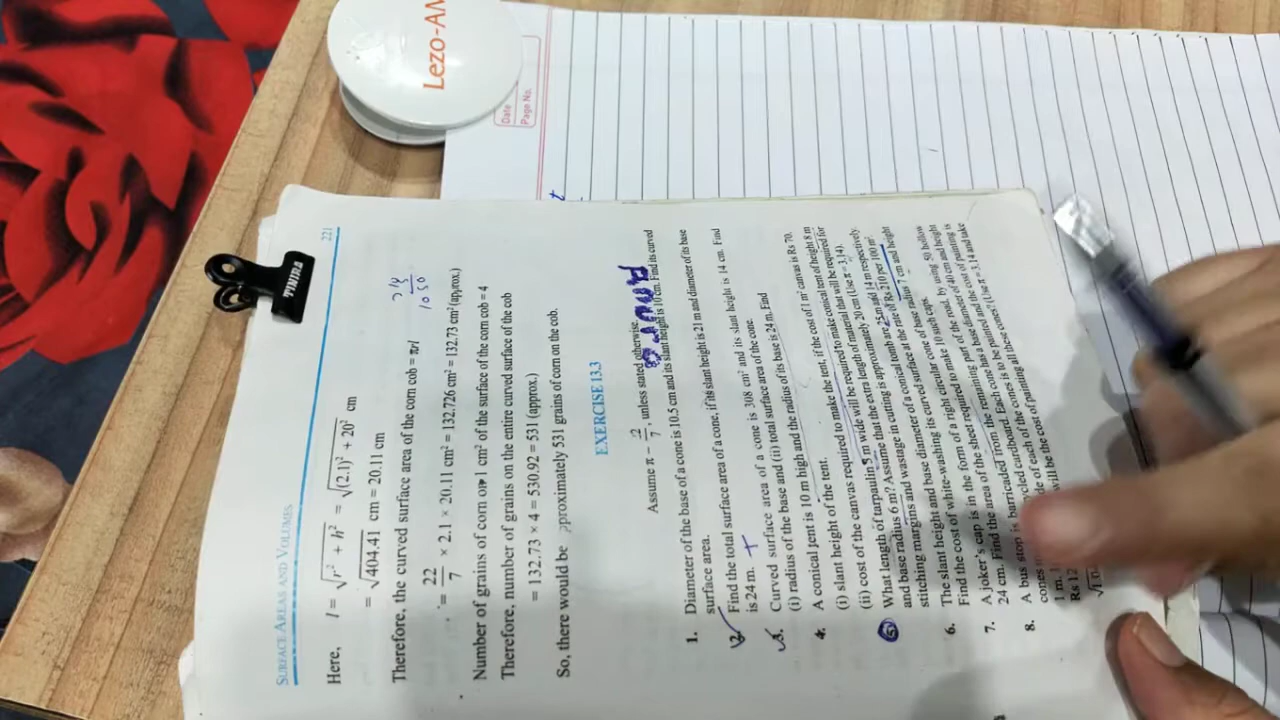 Lezo-AM
Date
Page No.
TIHIRA
SURFACE AREAS AND VOLUMES
221
Here, l = √(r² + h²) = √((2.1)² + 20²) cm
= √404.41 cm = 20.11 cm
Therefore, the curved surface area of the corn cob = πrl
= 22/7 × 2.1 × 20.11 cm² = 132.726 cm² = 132.73 cm² (approx.)
Number of grains of corn on 1 cm² of the surface of the corn cob = 4
Therefore, number of grains on the entire curved surface of the cob
= 132.73 × 4 = 530.92 = 531 (approx.)
So, there would be approximately 531 grains of corn on the cob.
EXERCISE 13.3
Assume π = 22/7, unless stated otherwise.
1. Diameter of the base of a cone is 10.5 cm and its slant height is 10 cm. Find its curved
surface area.
2. Find the total surface area of a cone, if its slant height is 21 m and diameter of its base
is 24 m.
3. Curved surface area of a cone is 308 cm² and its slant height is 14 cm. Find
(i) radius of the base and (ii) total surface area of the cone.
4. A conical tent is 10 m high and the radius of its base is 24 m. Find
(i) slant height of the tent.
(ii) cost of the canvas required to make the tent, if the cost of 1 m² canvas is Rs 70.
5 What length of tarpaulin 3 m wide will be required to make conical tent of height 8 m
and base radius 6 m? Assume that the extra length of material that will be required for
stitching margins and wastage in cutting is approximately 20 cm (Use π = 3.14).
6. The slant height and base diameter of a conical tomb are 25 m and 14 m respectively.
Find the cost of white-washing its curved surface at the rate of Rs 210 per 100 m².
7. A joker's cap is in the form of a right circular cone of base radius 7 cm and height
24 cm. Find the area of the sheet required to make 10 such caps.
8. A bus stop is barricaded from the remaining part of the road, by using 50 hollow
cones of recycled cardboard. Each cone has a base diameter of 40 cm and height
1 m. side of each of the cones is to be painted and the cost of painting is
Rs 12 will be the cost of painting all these cones? (Use π = 3.14 and take